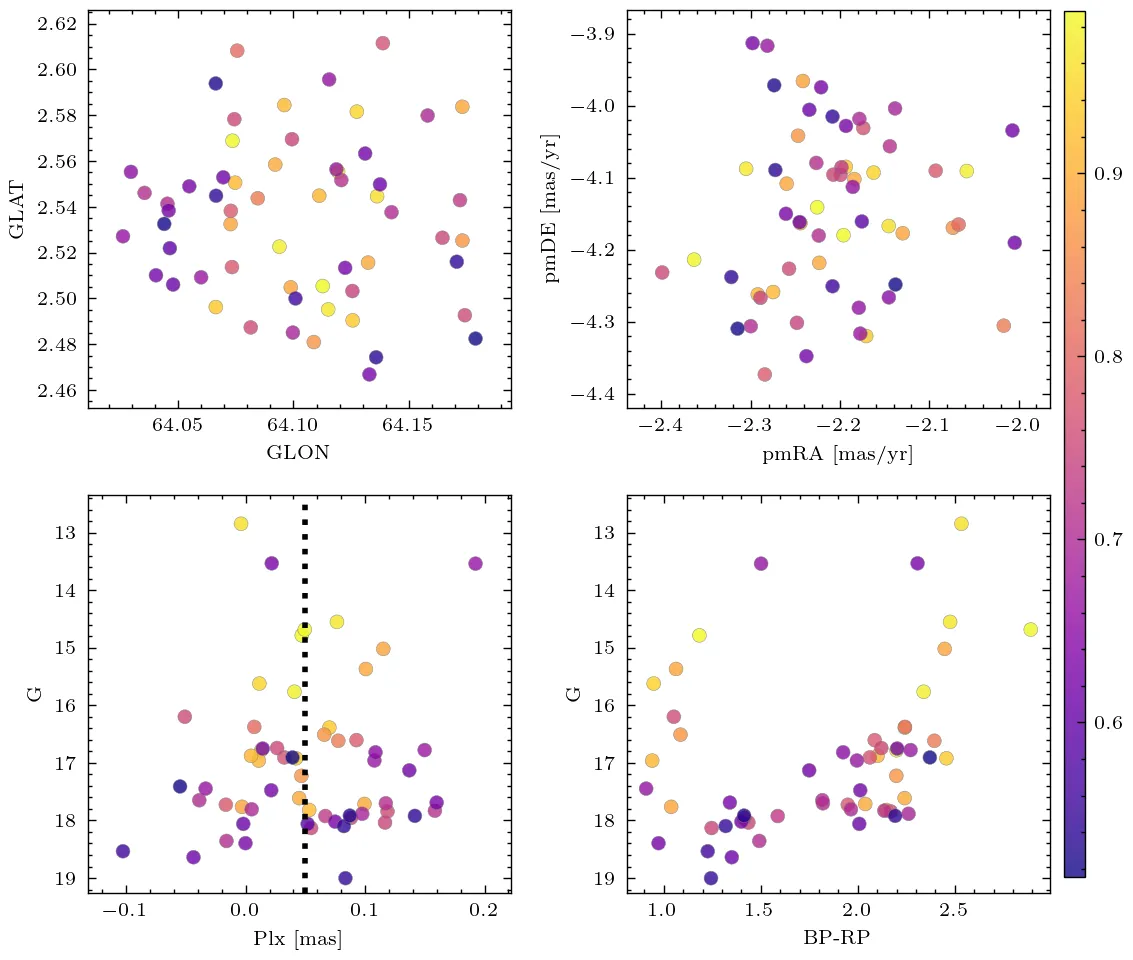 2.62
2.60
2.58
2.56
2.54
2.52
2.50
2.48
2.46
GLAT
64.05 64.10 64.15
GLON
−3.9
−4.0
−4.1
−4.2
−4.3
−4.4
pmDE [mas/yr]
−2.4 −2.3 −2.2 −2.1 −2.0
pmRA [mas/yr]
0.9
0.8
0.7
0.6
13
14
15
16
17
18
19
G
−0.1 0.0 0.1 0.2
Plx [mas]
13
14
15
16
17
18
19
G
1.0 1.5 2.0 2.5
BP-RP